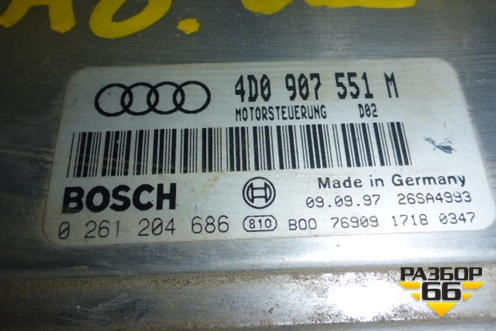 4D0 907 551 M
MOTORSTEUERUNG D02
BOSCH
Made in Germany
09.09.97 26SA4993
0 261 204 686 810 B00 76909 1718 0347
РАЗБОР
66